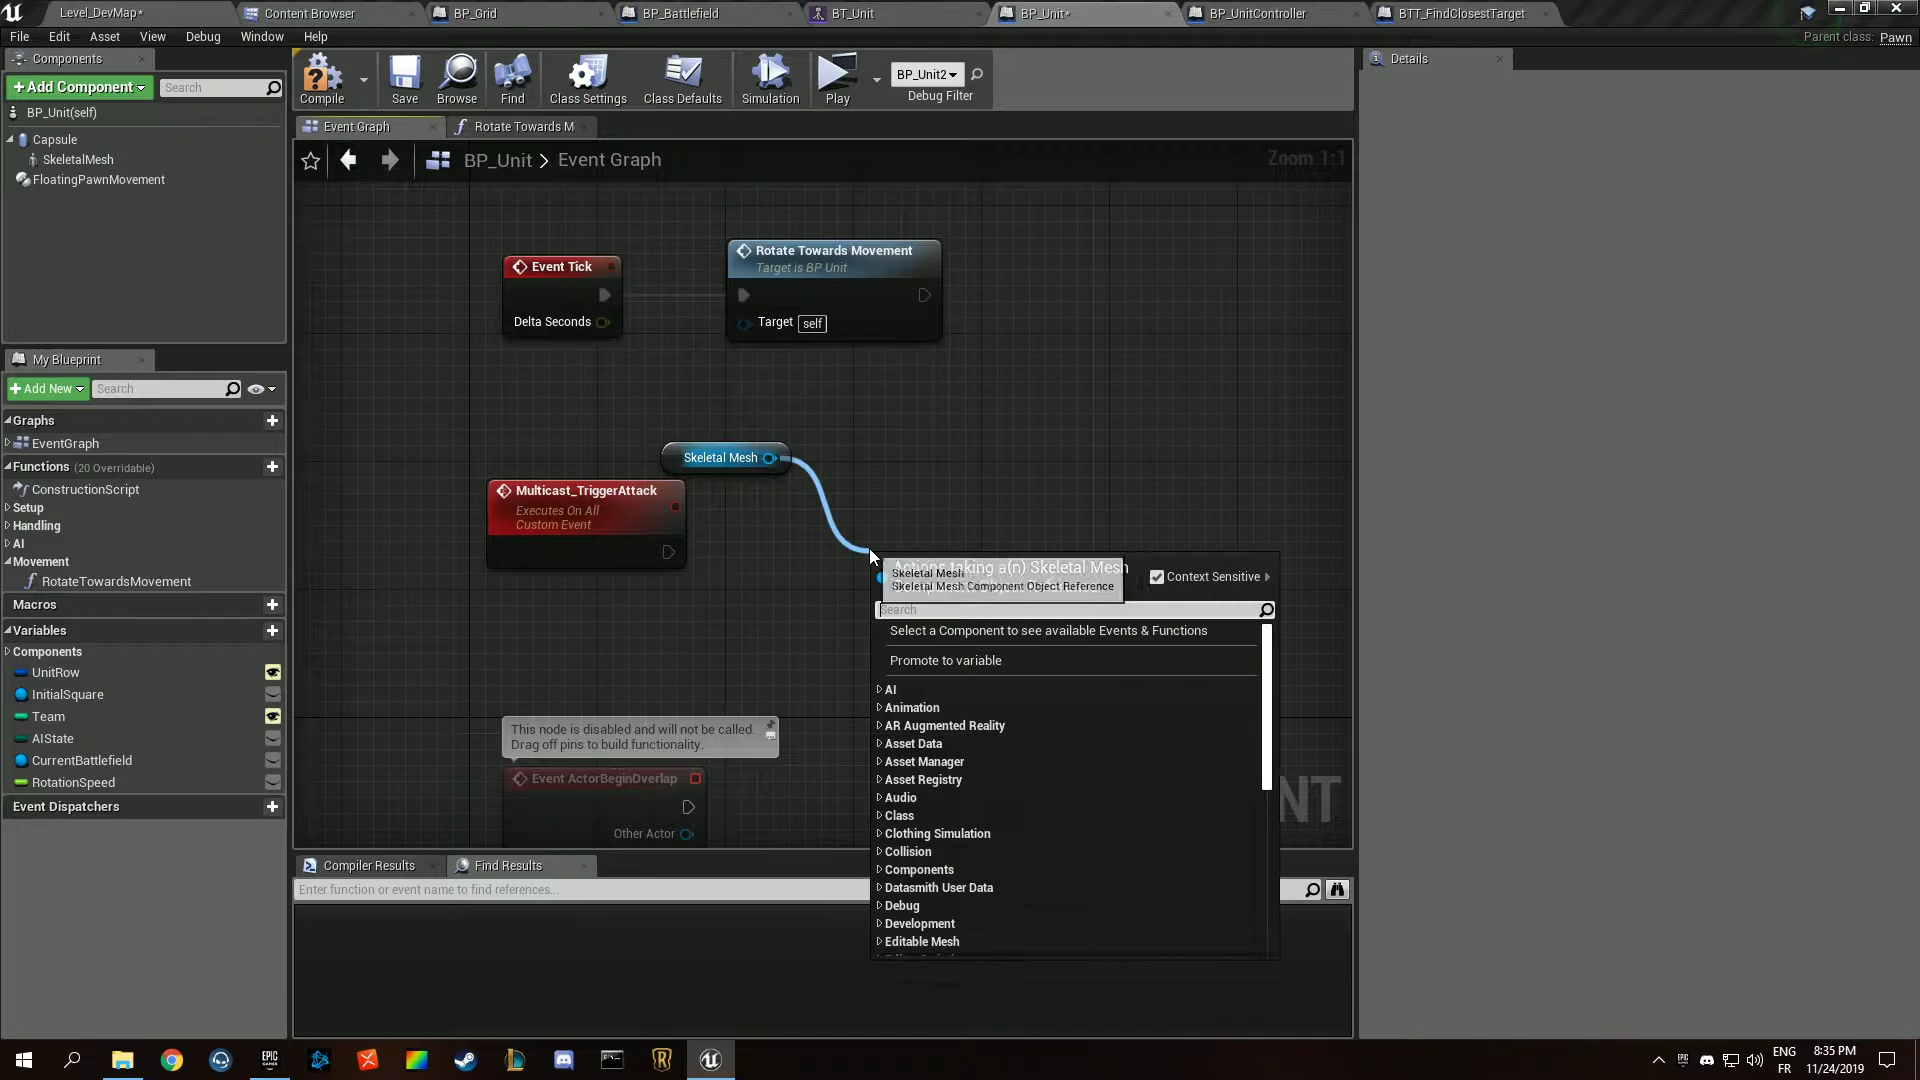 Level_DevMap*
Content Browser
BP_Grid
BP_Battlefield
BT_Unit
BP_Unit*
BP_UnitController
BTT_FindClosestTarget
File Edit Asset View Debug Window Help
Parent class: Pawn
Components
+Add Component
Search
BP_Unit(self)
Capsule
SkeletalMesh
FloatingPawnMovement
Compile
Save
Browse
Find
Class Settings
Class Defaults
Simulation
Play
BP_Unit2
Debug Filter
Details
Event Graph
Rotate Towards M
BP_Unit > Event Graph
Zoom 1:1
Event Tick
Delta Seconds
Rotate Towards Movement
Target is BP Unit
Target self
Skeletal Mesh
Multicast_TriggerAttack
Executes On All
Custom Event
This node is disabled and will not be called.
Drag off pins to build functionality.
Event ActorBeginOverlap
Other Actor
Actions taking a(n) Skeletal Mesh
Skeletal Mesh
Skeletal Mesh Component Object Reference
Context Sensitive
Search
Select a Component to see available Events & Functions
Promote to variable
AI
Animation
AR Augmented Reality
Asset Data
Asset Manager
Asset Registry
Audio
Class
Clothing Simulation
Collision
Components
Datasmith User Data
Debug
Development
Editable Mesh
NT
My Blueprint
+Add New
Search
Graphs
EventGraph
Functions (20 Overridable)
ConstructionScript
Setup
Handling
AI
Movement
RotateTowardsMovement
Macros
Variables
Components
UnitRow
InitialSquare
Team
AIState
CurrentBattlefield
RotationSpeed
Event Dispatchers
Compiler Results
Find Results
Enter function or event name to find references...
EPIC
GAMES
ENG
FR
8:35 PM
11/24/2019